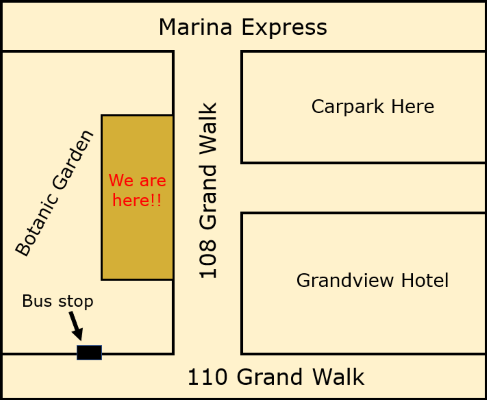 Marina Express
Carpark Here
108 Grand Walk
Botanic Garden
We are
here!!
Grandview Hotel
Bus stop
110 Grand Walk